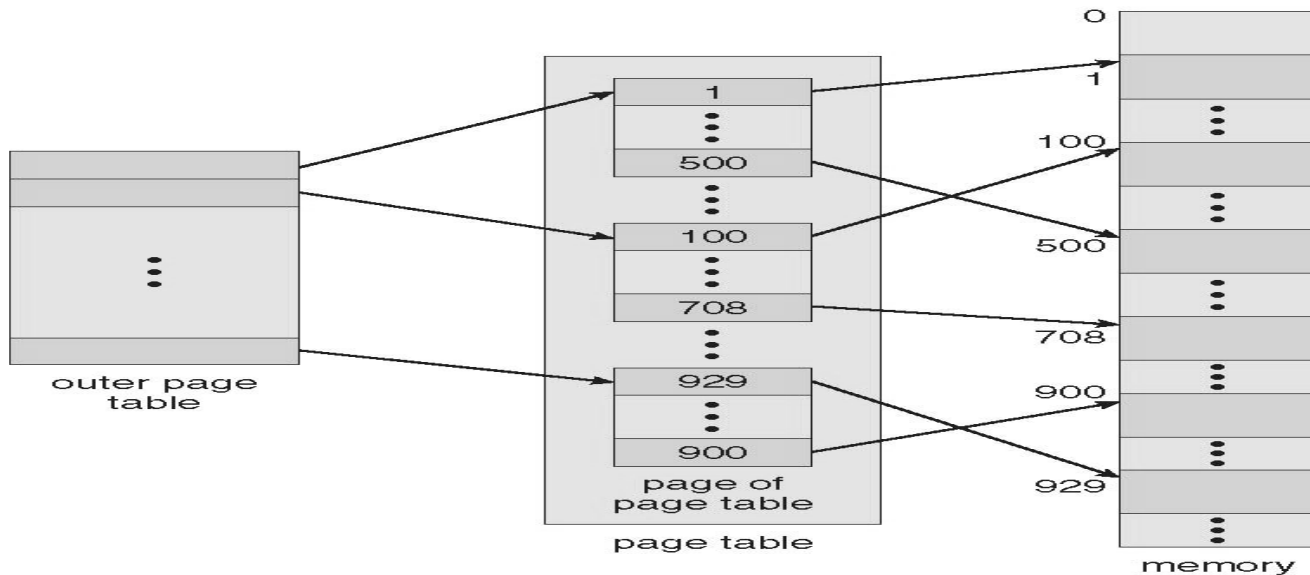 outer page
table
1
500
100
708
929
900
page of
page table
page table
0
1
100
500
708
900
929
memory